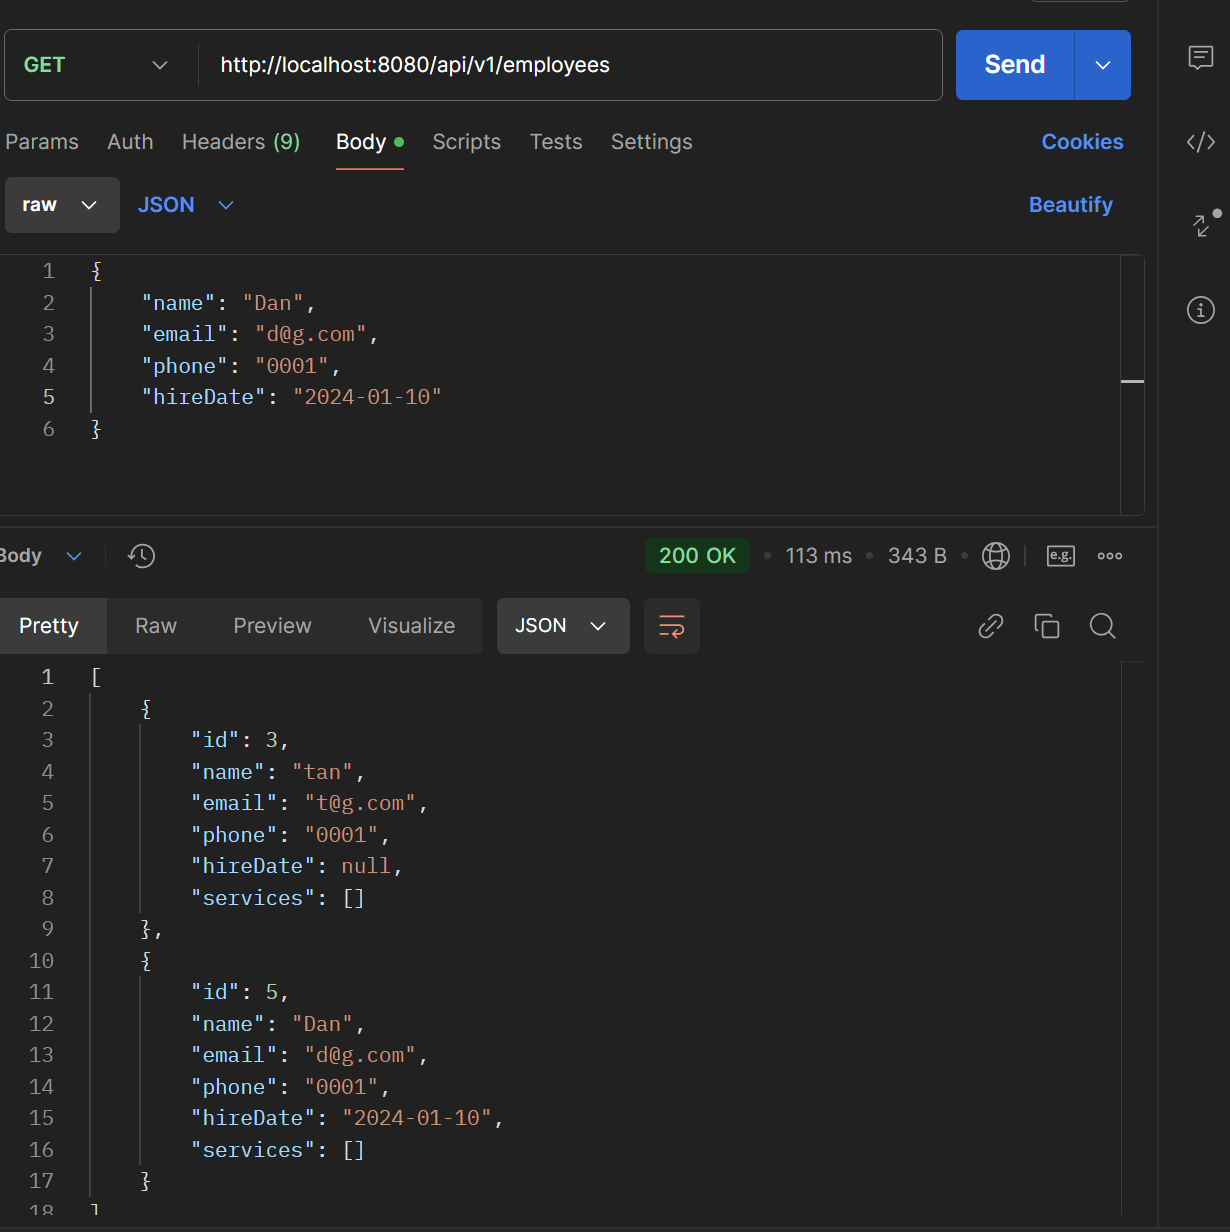 GET http://localhost:8080/api/v1/employees Send
Params Auth Headers (9) Body Scripts Tests Settings Cookies
raw JSON Beautify
1 {
2 "name": "Dan",
3 "email": "d@g.com",
4 "phone": "0001",
5 "hireDate": "2024-01-10"
6 }
Body 200 OK 113 ms 343 B e.g.
Pretty Raw Preview Visualize JSON
1 [
2 {
3 "id": 3,
4 "name": "tan",
5 "email": "t@g.com",
6 "phone": "0001",
7 "hireDate": null,
8 "services": []
9 },
10 {
11 "id": 5,
12 "name": "Dan",
13 "email": "d@g.com",
14 "phone": "0001",
15 "hireDate": "2024-01-10",
16 "services": []
17 }
18 ]